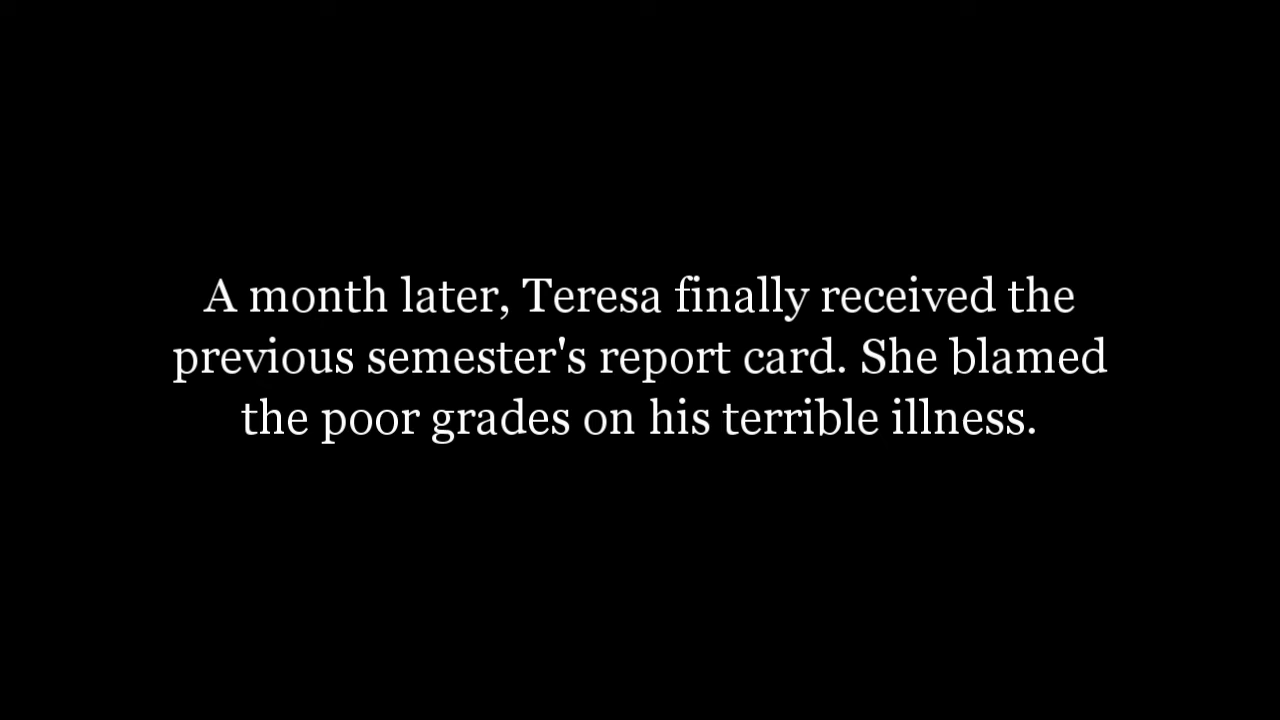 A month later, Teresa finally received the
previous semester's report card. She blamed
the poor grades on his terrible illness.